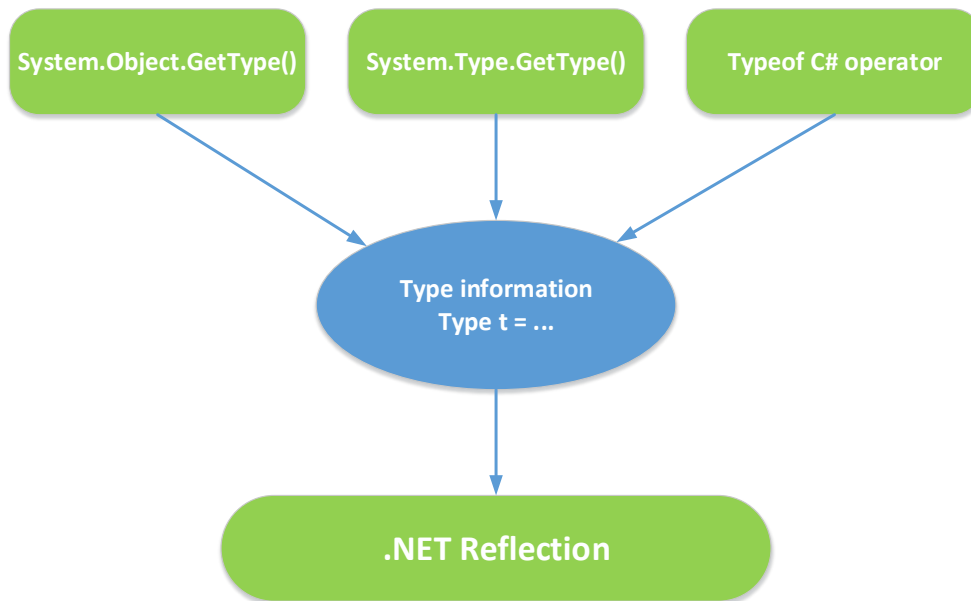 System.Object.GetType()
System.Type.GetType()
Typeof C# operator
Type information
Type t = ...
.NET Reflection